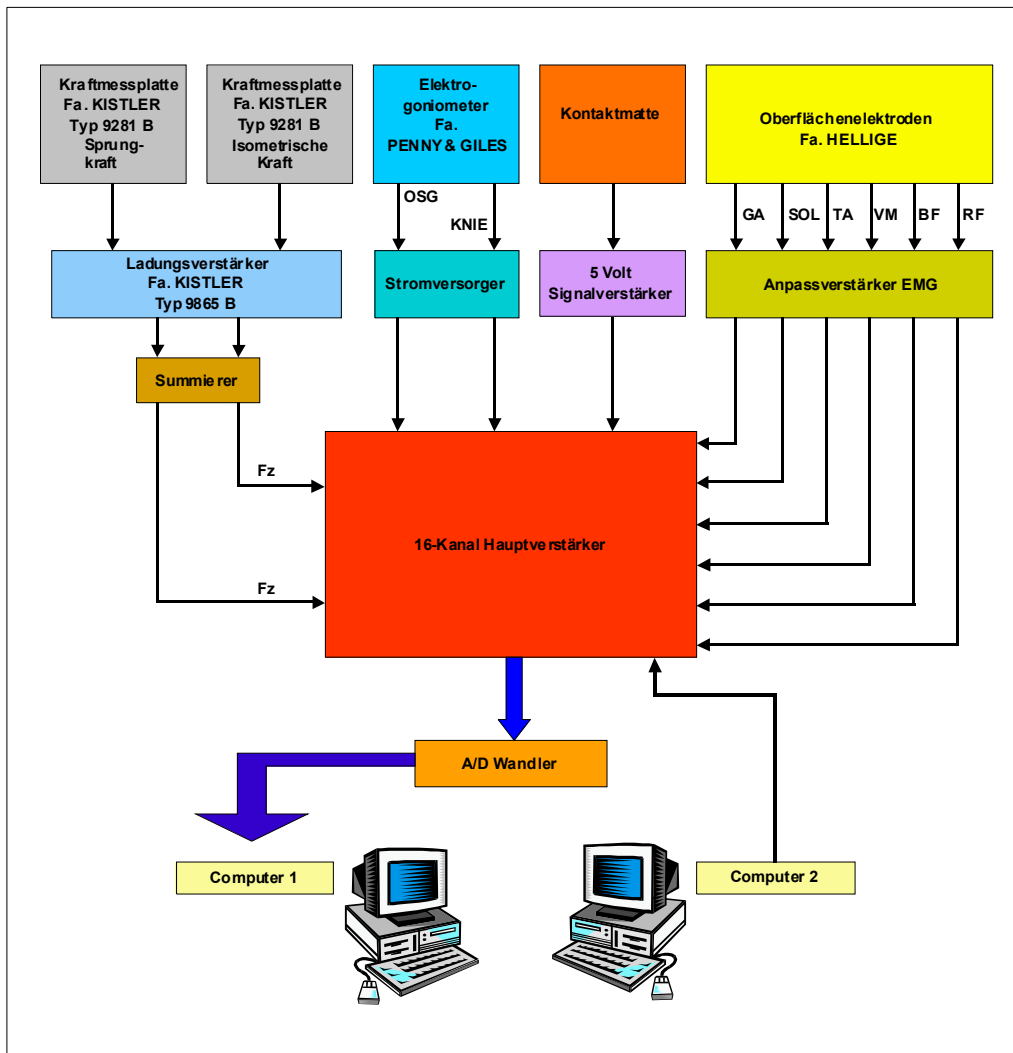 Kraftmessplatte
Fa. KISTLER
Typ 9281 B
Sprung-
kraft
Kraftmessplatte
Fa. KISTLER
Typ 9281 B
Isometrische
Kraft
Elektro-
goniometer
Fa.
PENNY & GILES
Kontaktmatte
Oberflächenelektroden
Fa. HELLIGE
OSG
KNIE
GA
SOL
TA
VM
BF
RF
Ladungsverstärker
Fa. KISTLER
Typ 9865 B
Stromversorger
5 Volt
Signalverstärker
Anpassverstärker EMG
Summierer
Fz
Fz
16-Kanal Hauptverstärker
A/D Wandler
Computer 1
Computer 2